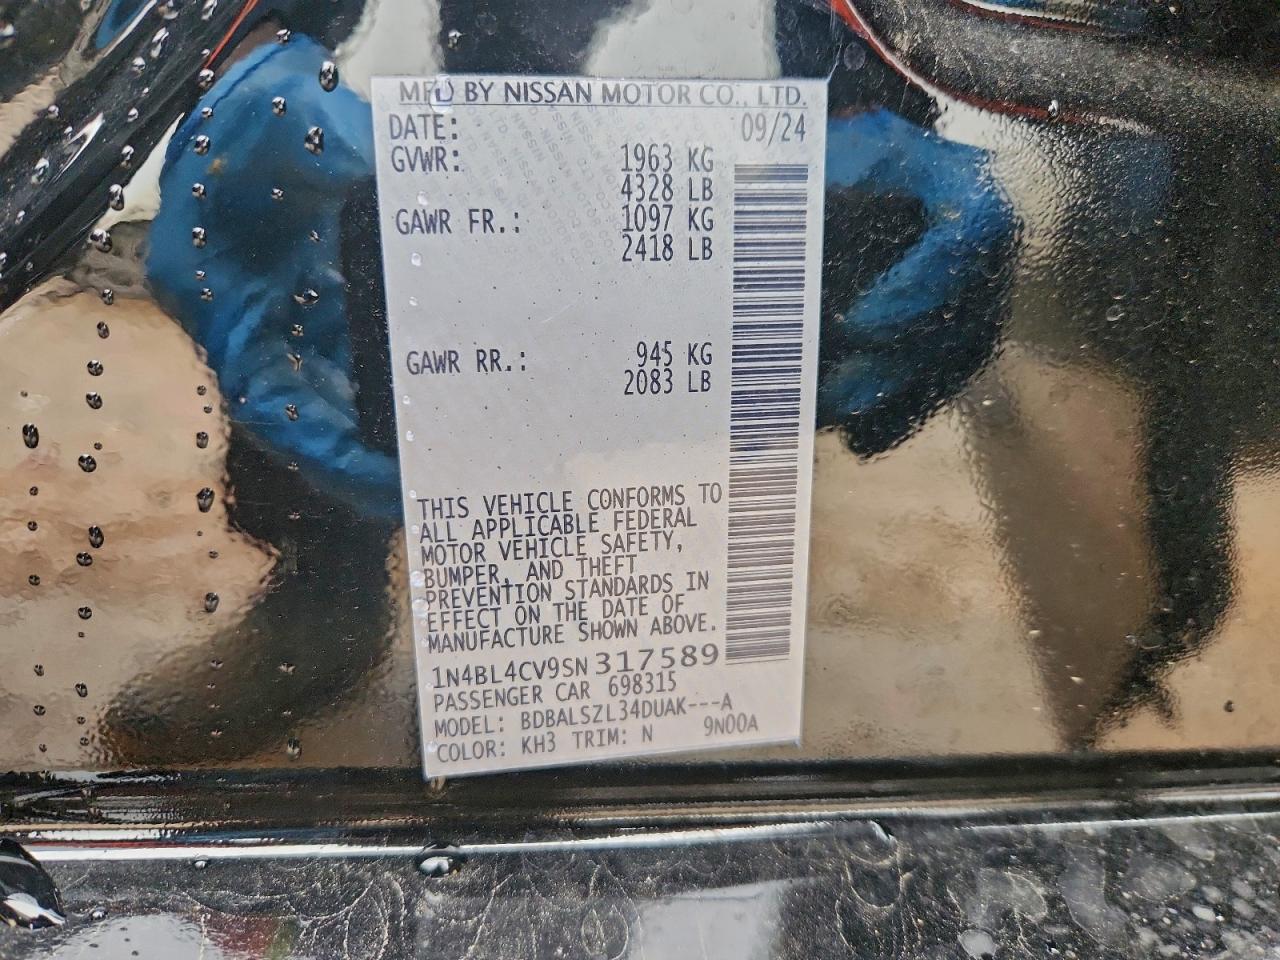 MFD BY NISSAN MOTOR CO., LTD.
DATE: 09/24
GVWR: 1963 KG
4328 LB
GAWR FR.: 1097 KG
2418 LB
GAWR RR.: 945 KG
2083 LB
THIS VEHICLE CONFORMS TO
ALL APPLICABLE FEDERAL
MOTOR VEHICLE SAFETY,
BUMPER, AND THEFT
PREVENTION STANDARDS IN
EFFECT ON THE DATE OF
MANUFACTURE SHOWN ABOVE.
1N4BL4CV9SN317589
PASSENGER CAR 698315
MODEL: BDBALSZL34DUAK---A
COLOR: KH3 TRIM: N 9N00A